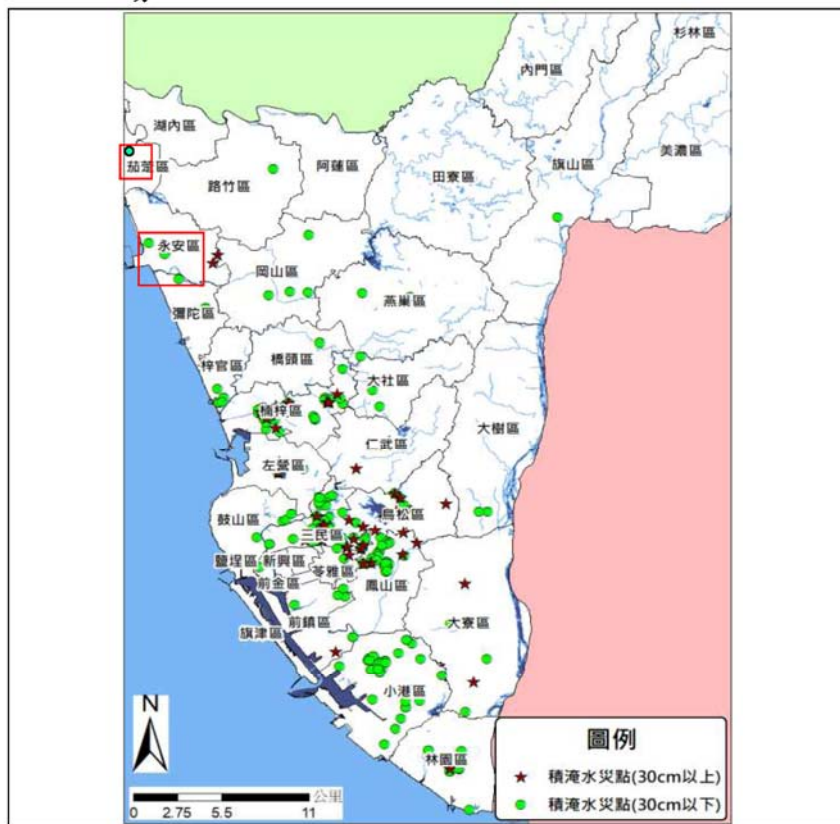 杉林區
內門區
湖內區
美濃區
茄萣區
路竹區
阿蓮區
田寮區
旗山區
永安區
岡山區
彌陀區
燕巢區
梓官區
橋頭區
大社區
楠梓區
大樹區
仁武區
左營區
鼓山區
鳥松區
三民區
鹽埕區
新興區
苓雅區
前金區
鳳山區
旗津區
前鎮區
大寮區
小港區
林園區
N
公里
0 2.75 5.5 11
圖例
積淹水災點(30cm以上)
積淹水災點(30cm以下)